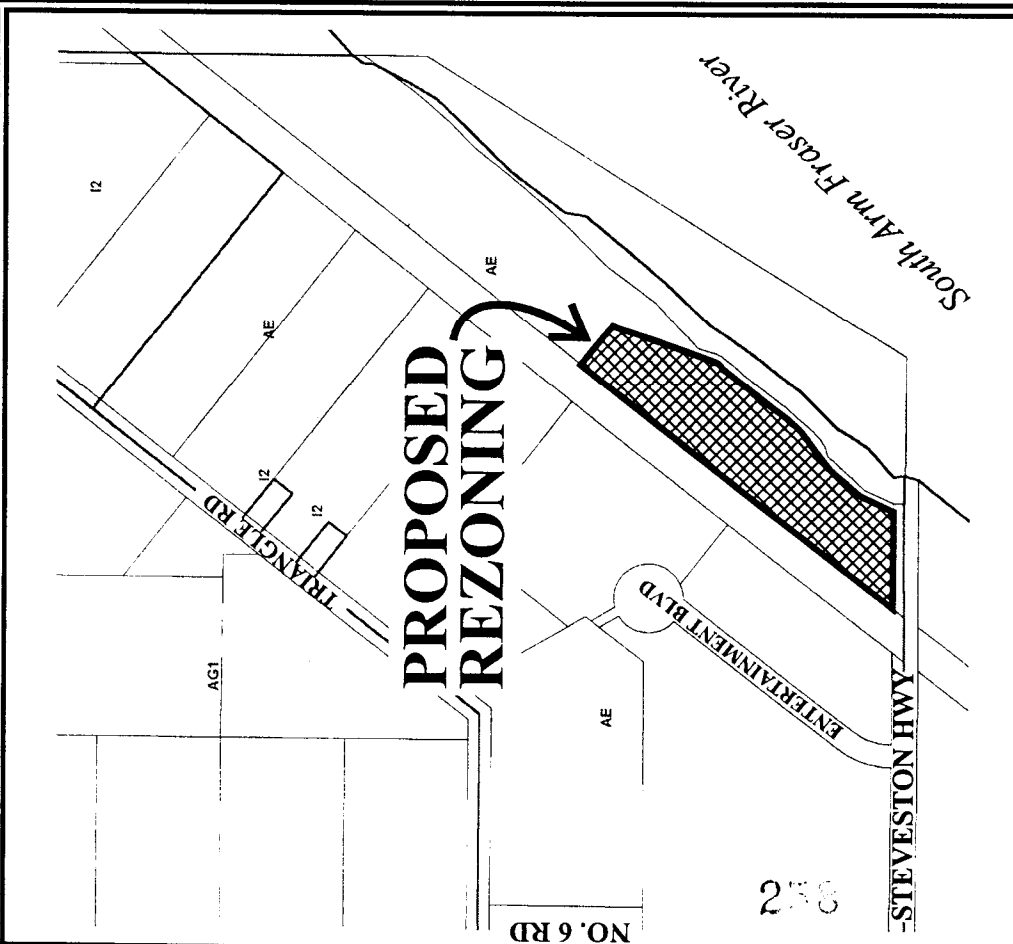 South Arm Fraser River
I2
AE
AE
PROPOSED
REZONING
I2
I2
TRIANGLE RD
AG1
ENTERTAINMENT BLVD
AE
STEVESTON HWY
NO. 6 RD